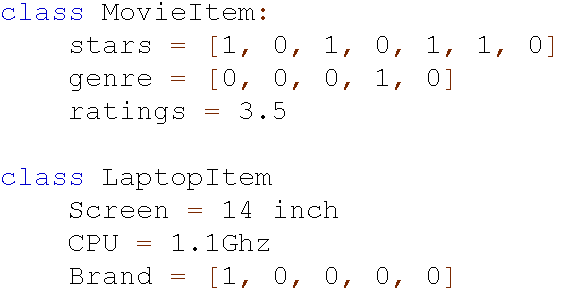 class MovieItem:
    stars = [1, 0, 1, 0, 1, 1, 0]
    genre = [0, 0, 0, 1, 0]
    ratings = 3.5

class LaptopItem
    Screen = 14 inch
    CPU = 1.1Ghz
    Brand = [1, 0, 0, 0, 0]